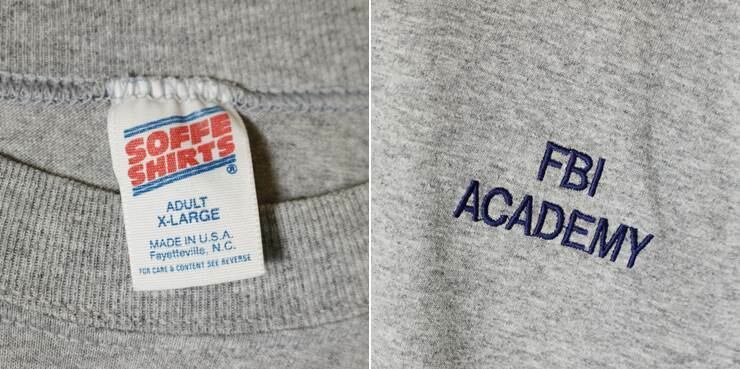 SOFFE
SHIRTS®
ADULT
X-LARGE
MADE IN U.S.A.
Fayetteville, N.C.
FOR CARE & CONTENT SEE REVERSE
FBI
ACADEMY